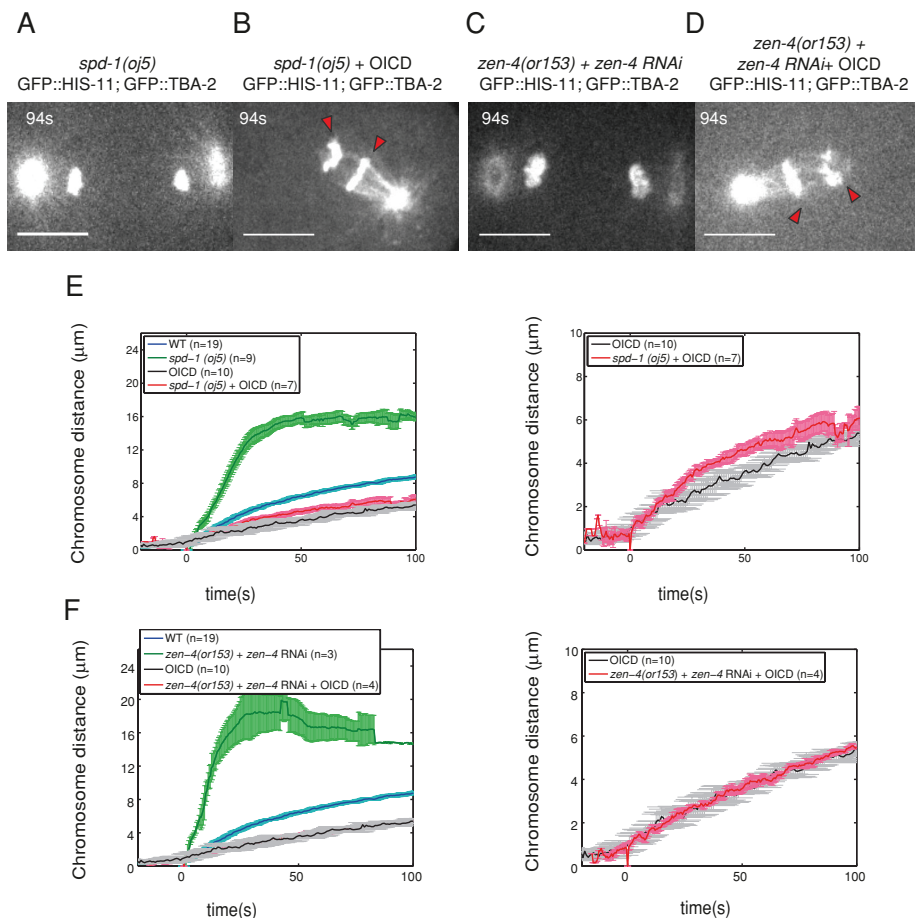 A
B
C
D
spd-1(oj5)
GFP::HIS-11; GFP::TBA-2
spd-1(oj5) + OICD
GFP::HIS-11; GFP::TBA-2
zen-4(or153) + zen-4 RNAi
GFP::HIS-11; GFP::TBA-2
zen-4(or153) +
zen-4 RNAi+ OICD
GFP::HIS-11; GFP::TBA-2
94s
94s
94s
94s
E
Chromosome distance (µm)
24
20
16
12
8
4
0
WT (n=19)
spd-1 (oj5) (n=9)
OICD (n=10)
spd-1 (oj5) + OICD (n=7)
0
50
100
time(s)
Chromosome distance (µm)
10
8
6
4
2
0
OICD (n=10)
spd-1 (oj5) + OICD (n=7)
0
50
100
time(s)
F
Chromosome distance (µm)
24
20
16
12
8
4
0
WT (n=19)
zen-4(or153) + zen-4 RNAi (n=3)
OICD (n=10)
zen-4(or153) + zen-4 RNAi + OICD (n=4)
0
50
100
time(s)
Chromosome distance (µm)
10
8
6
4
2
0
OICD (n=10)
zen-4(or153) + zen-4 RNAi + OICD (n=4)
0
50
100
time(s)